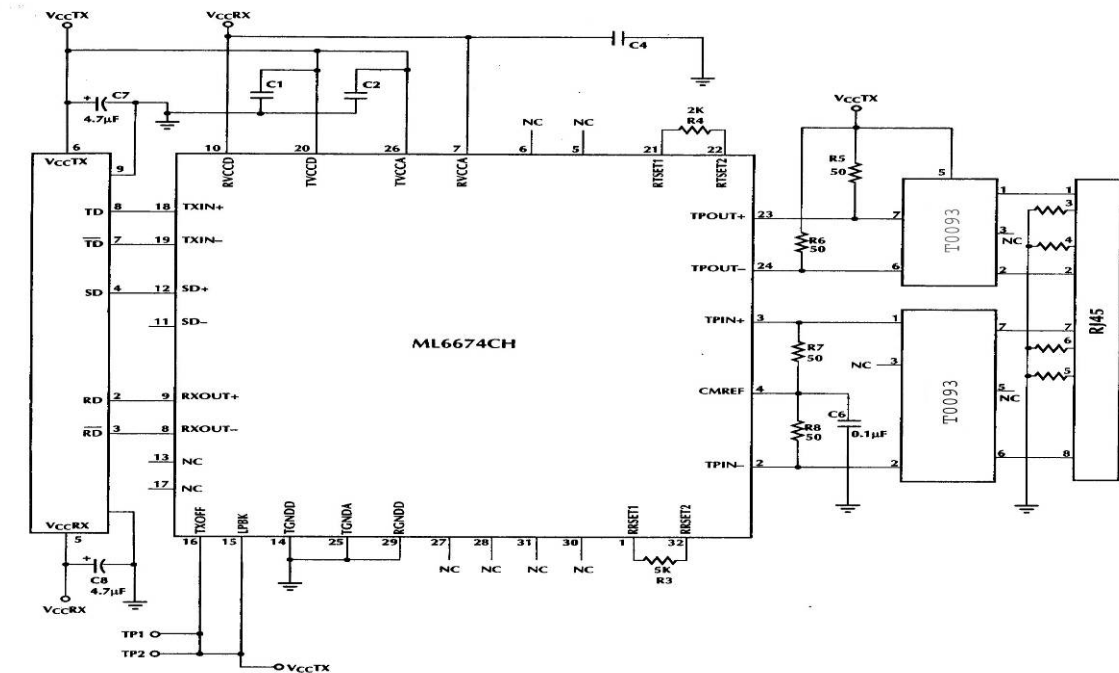 VCCTX
VCCRX
C4
C1
C2
+ C7
4.7µF
2K
R4
VCCTX
NC
NC
6
10
20
26
7
6
5
21
22
VCCTX
9
RVCCD
TVCCD
TVCCA
RVCCA
RTSET1
RTSET2
R5
50
5
TD
8
18
TXIN+
TPOUT+
23
7
T0093
1
1
3
3
NC
R6
50
4
TD
7
19
TXIN–
TPOUT–
24
6
2
2
SD
4
12
SD+
11
SD–
TPIN+
3
1
7
7
ML6674CH
R7
50
RJ45
6
NC
3
T0093
5
NC
5
RD
2
9
RXOUT+
CMREF
4
C6
0.1µF
RD
3
8
RXOUT–
R8
50
13
NC
TPIN–
2
2
6
8
17
NC
VCCRX
5
TXOFF
LPBK
TGNDD
TGNDA
RGNDD
RRSET1
RRSET2
16
15
14
25
29
27
28
31
30
1
32
NC
NC
NC
NC
5K
R3
+
C8
4.7µF
VCCRX
TP1
TP2
VCCTX